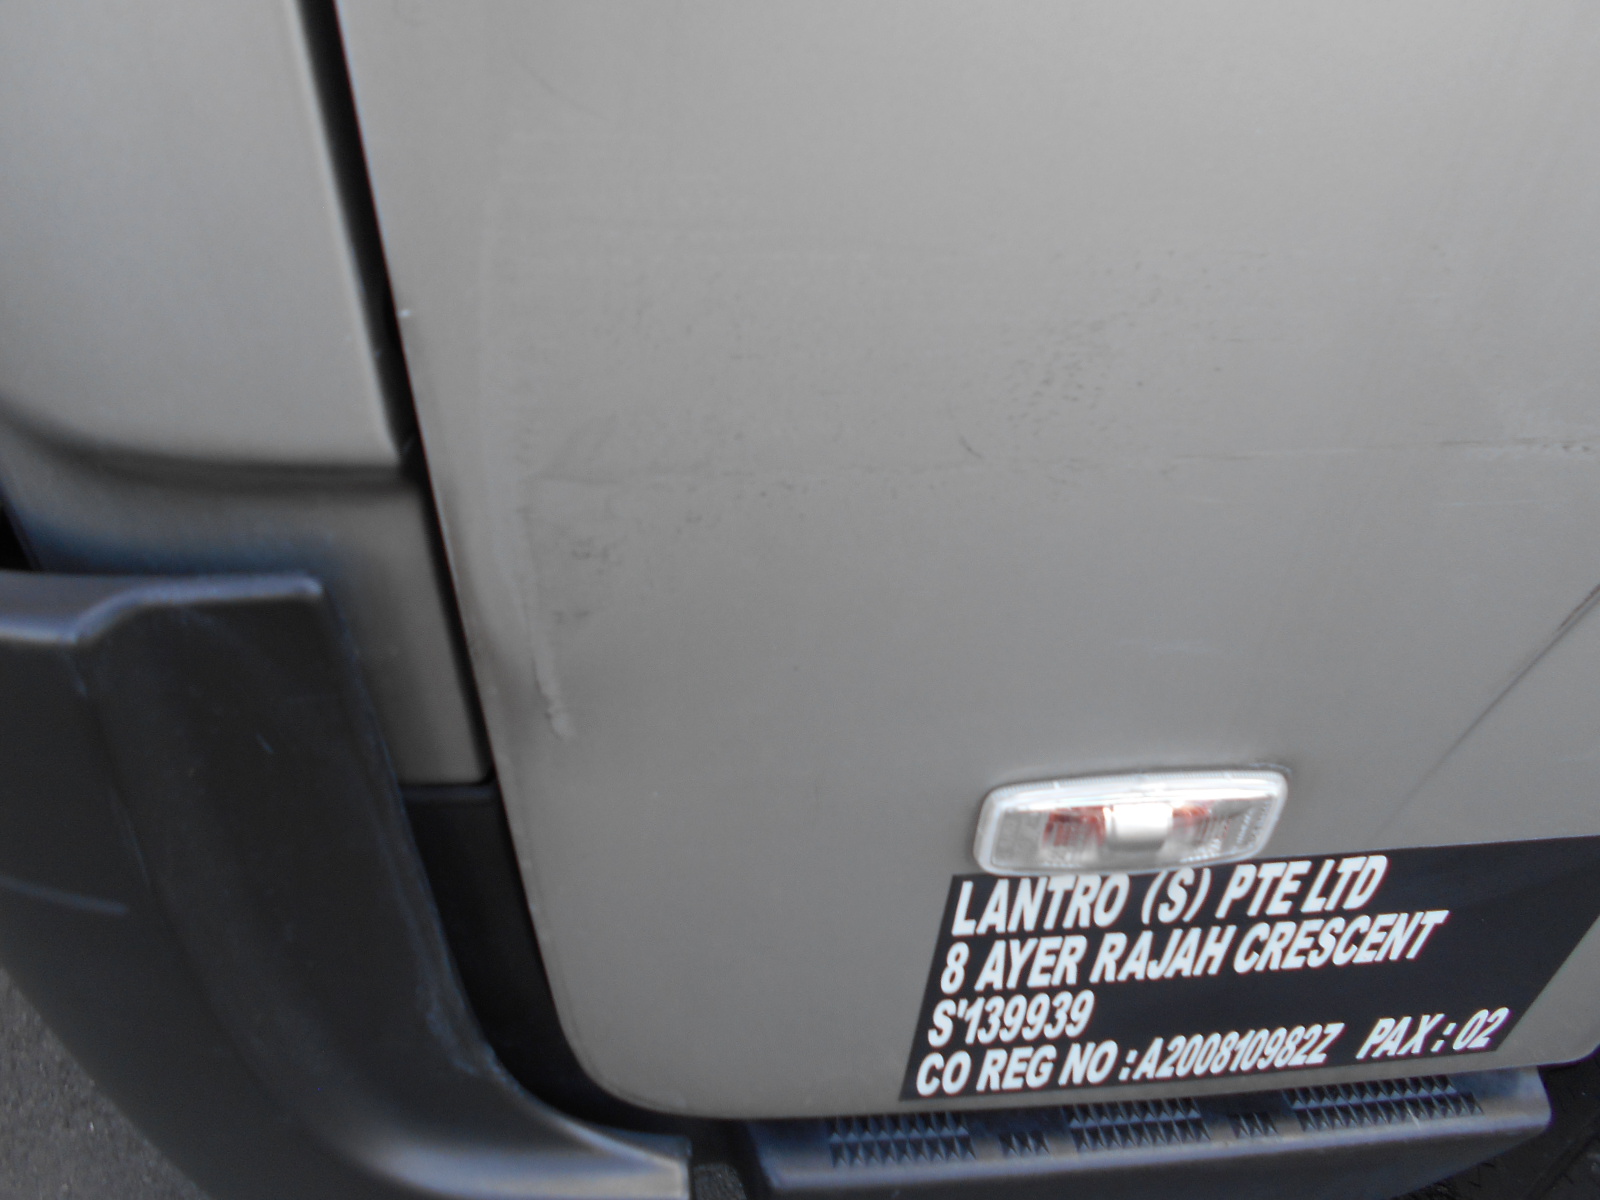 LANTRO (S) PTE LTD
8 AYER RAJAH CRESCENT
S'139939
CO REG NO : A200810982Z PAX : 02